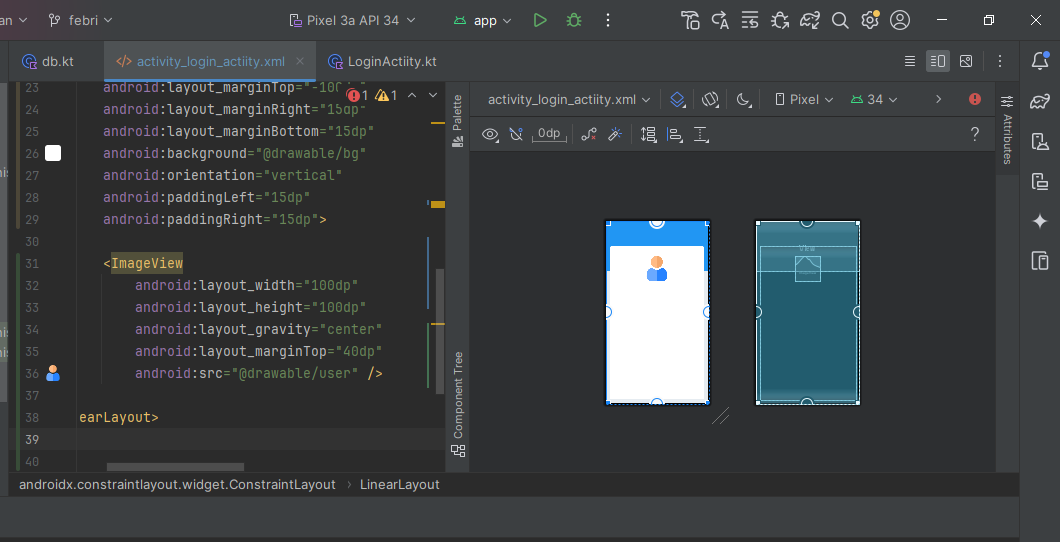 an
febri
Pixel 3a API 34
app
db.kt
activity_login_actiity.xml
LoginActiity.kt
23 android:layout_marginTop="-100
1 1
24 android:layout_marginRight="15dp"
25 android:layout_marginBottom="15dp"
26 android:background="@drawable/bg"
27 android:orientation="vertical"
28 android:paddingLeft="15dp"
29 android:paddingRight="15dp">
30
31 <ImageView
32 android:layout_width="100dp"
33 android:layout_height="100dp"
34 android:layout_gravity="center"
35 android:layout_marginTop="40dp"
36 android:src="@drawable/user" />
37
38 earLayout>
39
40
Palette
Component Tree
activity_login_actiity.xml
Pixel
34
0dp
?
Attributes
androidx.constraintlayout.widget.ConstraintLayout › LinearLayout